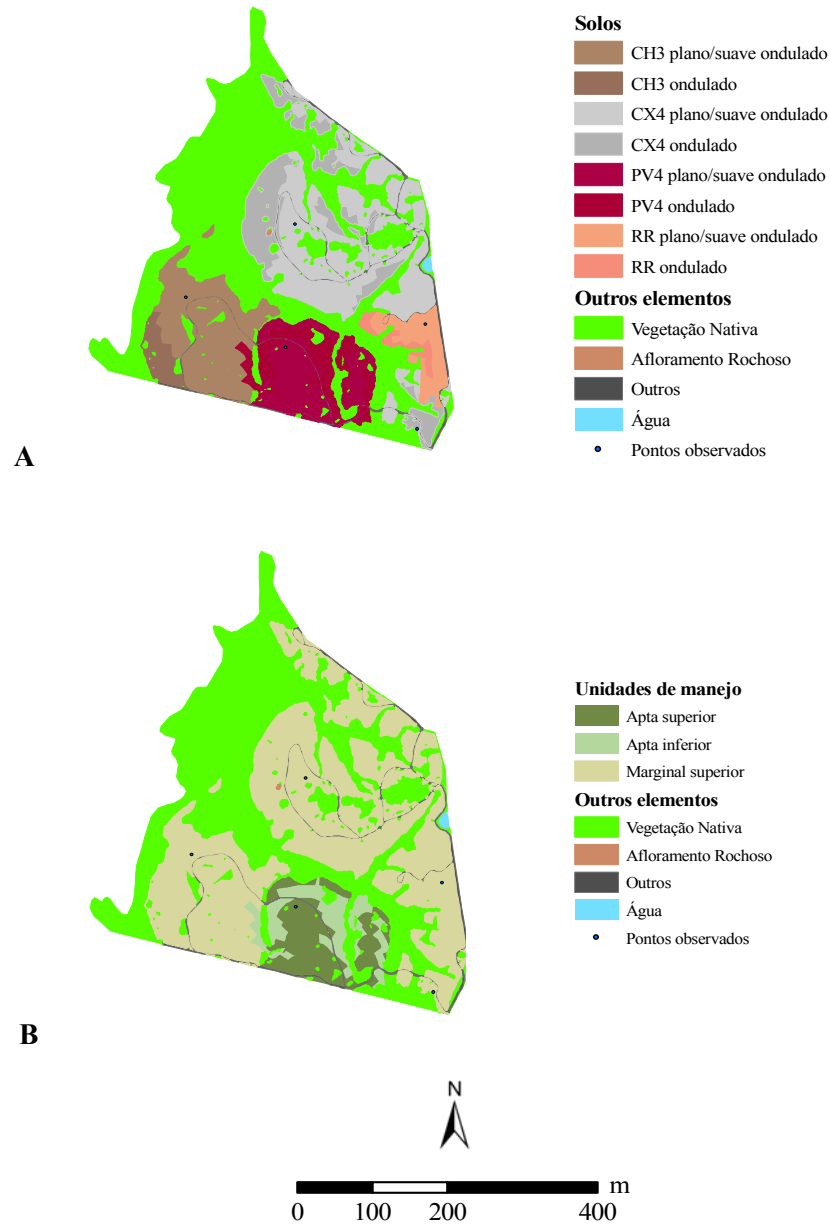 Solos
CH3 plano/suave ondulado
CH3 ondulado
CX4 plano/suave ondulado
CX4 ondulado
PV4 plano/suave ondulado
PV4 ondulado
RR plano/suave ondulado
RR ondulado
Outros elementos
Vegetação Nativa
Afloramento Rochoso
Outros
Água
Pontos observados
A
Unidades de manejo
Apta superior
Apta inferior
Marginal superior
Outros elementos
Vegetação Nativa
Afloramento Rochoso
Outros
Água
Pontos observados
B
N
m
0 100 200 400